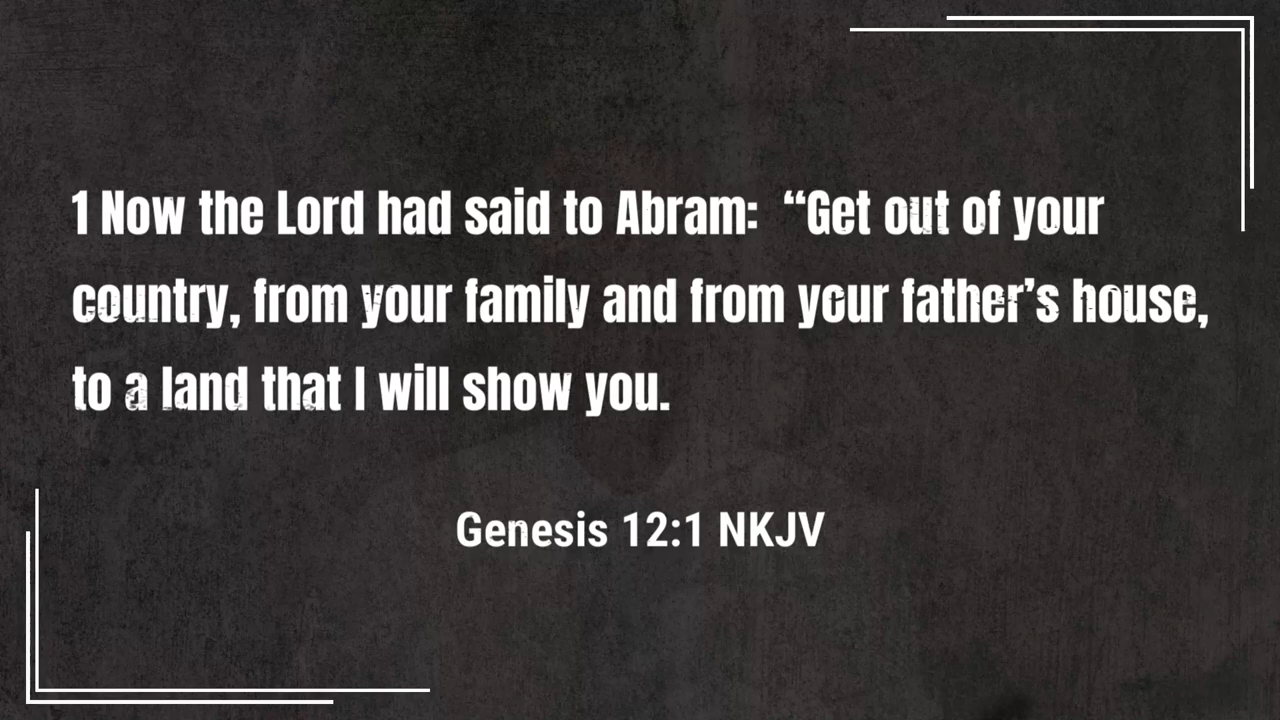 1 Now the Lord had said to Abram:  “Get out of your
country, from your family and from your father’s house,
to a land that I will show you.
Genesis 12:1 NKJV